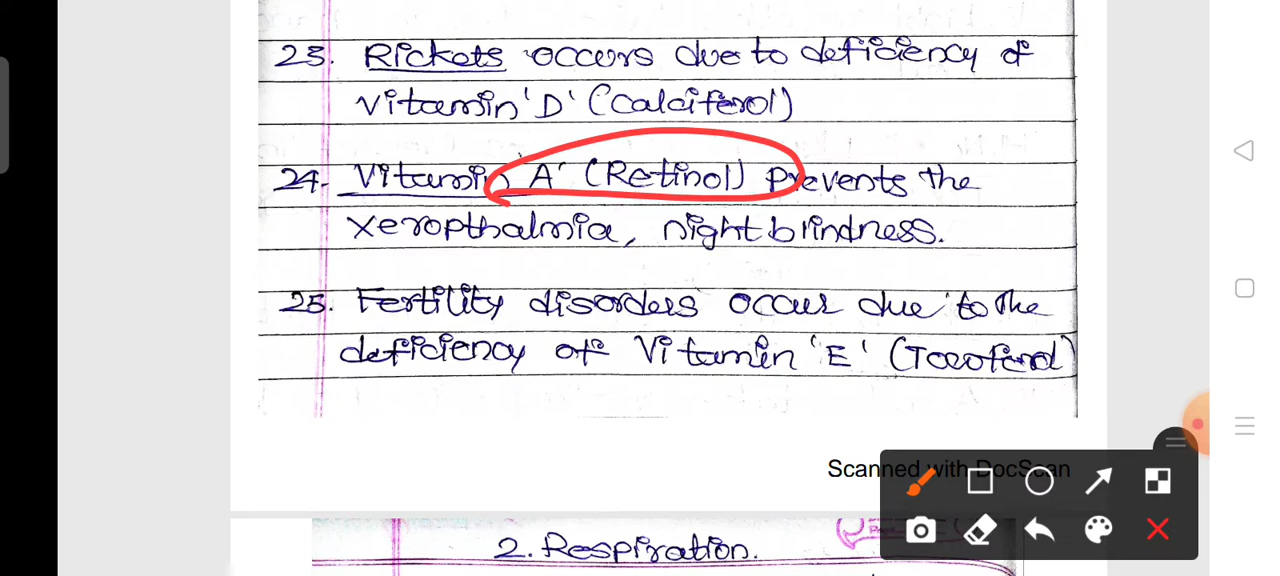 23. Rickets occurs due to deficiency of
Vitamin 'D' (Calciferol)
24. Vitamin 'A' (Retinol) prevents the
xeropthalmia, night blindness.
25. Fertility disorders occur due to the
deficiency of Vitamin 'E' (Tocoferol)
Scanned with DocScan
2. Respiration.